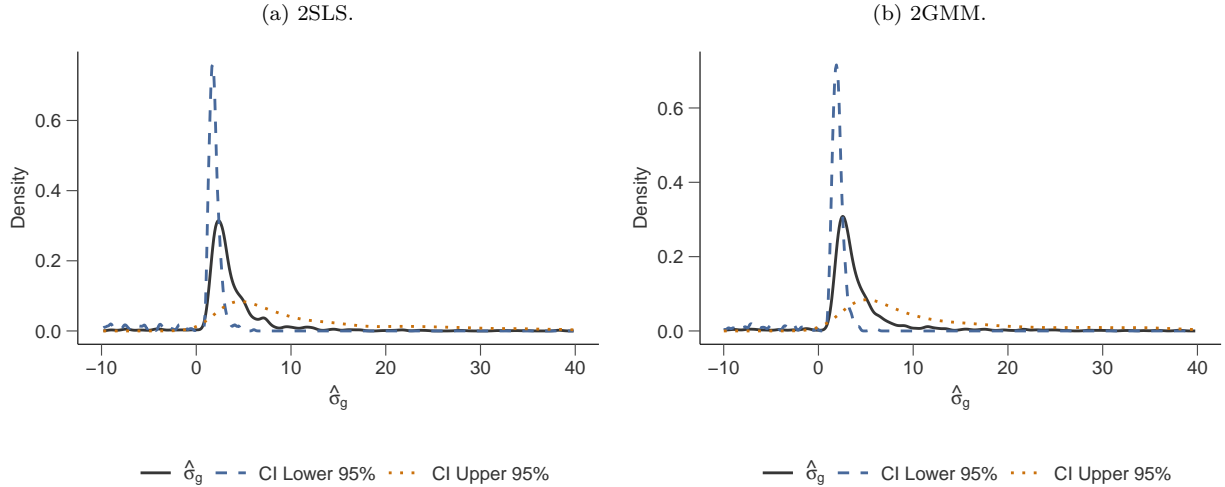 (a) 2SLS.
(b) 2GMM.
0.6
0.4
0.2
0.0
Density
−10 0 10 20 30 40
σ̂g
0.6
0.4
0.2
0.0
Density
−10 0 10 20 30 40
σ̂g
σ̂g CI Lower 95% CI Upper 95%
σ̂g CI Lower 95% CI Upper 95%